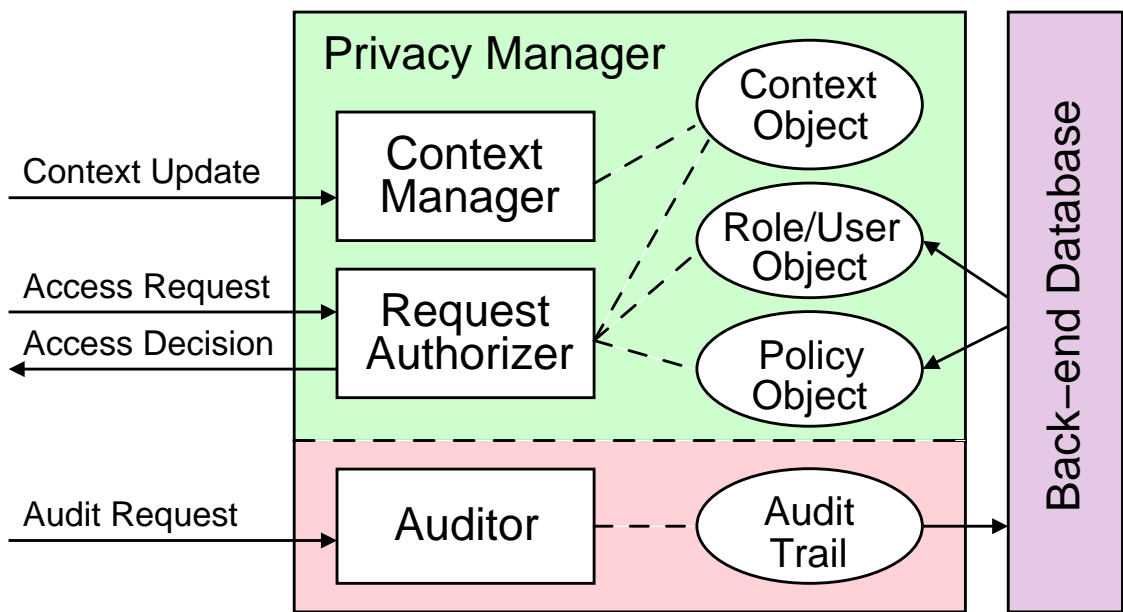 Privacy Manager
Context
Object
Context
Manager
Context Update
Role/User
Object
Access Request
Request
Authorizer
Access Decision
Policy
Object
Audit Request
Auditor
Audit
Trail
Back−end Database